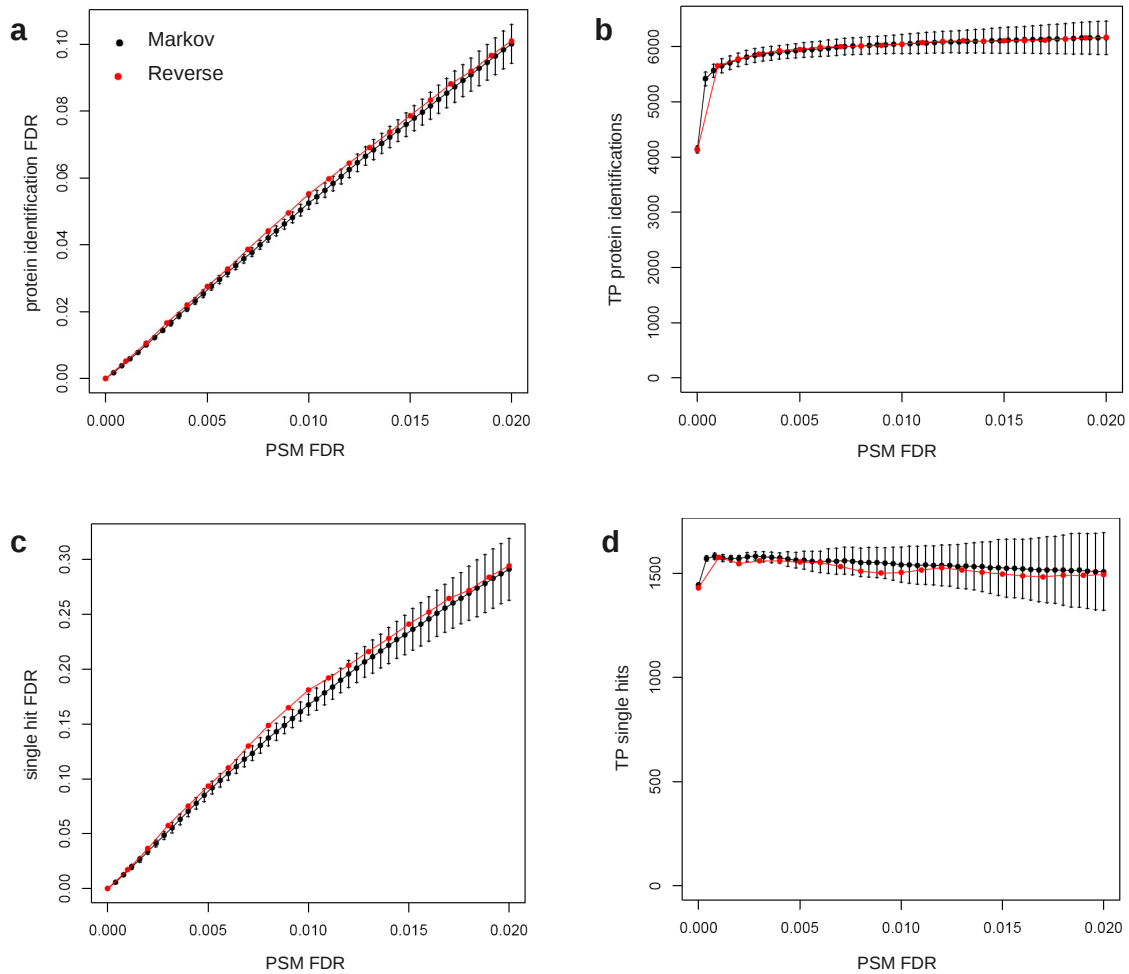 a
Markov
Reverse
protein identification FDR
0.10
0.08
0.06
0.04
0.02
0.00
0.000 0.005 0.010 0.015 0.020
PSM FDR
b
TP protein identifications
6000
5000
4000
3000
2000
1000
0
0.000 0.005 0.010 0.015 0.020
PSM FDR
c
single hit FDR
0.30
0.25
0.20
0.15
0.10
0.05
0.00
0.000 0.005 0.010 0.015 0.020
PSM FDR
d
TP single hits
1500
1000
500
0
0.000 0.005 0.010 0.015 0.020
PSM FDR